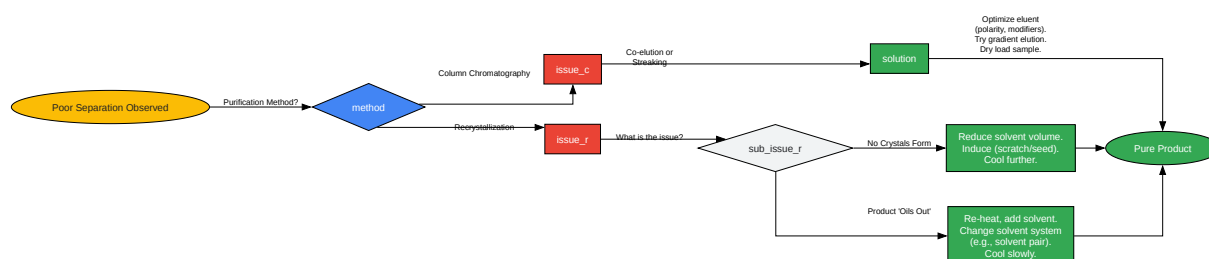 Poor Separation Observed
Purification Method?
method
Column Chromatography
issue_c
Co-elution or
Streaking
solution
Optimize eluent
(polarity, modifiers).
Try gradient elution.
Dry load sample.
Recrystallization
issue_r
What is the issue?
sub_issue_r
No Crystals Form
Reduce solvent volume.
Induce (scratch/seed).
Cool further.
Pure Product
Product 'Oils Out'
Re-heat, add solvent.
Change solvent system
(e.g., solvent pair).
Cool slowly.